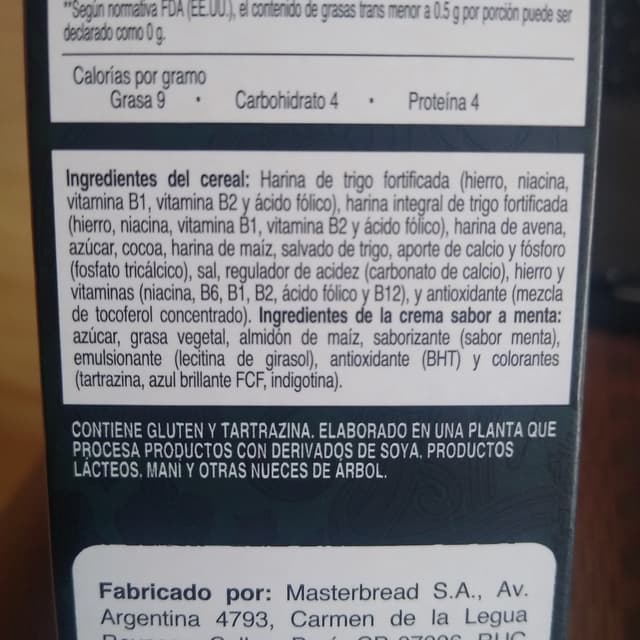 **Según normativa FDA (EE.UU.), el contenido de grasas trans menor a 0.5 g por porción puede ser
declarado como 0 g.
Calorías por gramo
Grasa 9 • Carbohidrato 4 • Proteína 4
Ingredientes del cereal: Harina de trigo fortificada (hierro, niacina,
vitamina B1, vitamina B2 y ácido fólico), harina integral de trigo fortificada
(hierro, niacina, vitamina B1, vitamina B2 y ácido fólico), harina de avena,
azúcar, cocoa, harina de maíz, salvado de trigo, aporte de calcio y fósforo
(fosfato tricálcico), sal, regulador de acidez (carbonato de calcio), hierro y
vitaminas (niacina, B6, B1, B2, ácido fólico y B12), y antioxidante (mezcla
de tocoferol concentrado). Ingredientes de la crema sabor a menta:
azúcar, grasa vegetal, almidón de maíz, saborizante (sabor menta),
emulsionante (lecitina de girasol), antioxidante (BHT) y colorantes
(tartrazina, azul brillante FCF, indigotina).
CONTIENE GLUTEN Y TARTRAZINA. ELABORADO EN UNA PLANTA QUE
PROCESA PRODUCTOS CON DERIVADOS DE SOYA, PRODUCTOS
LÁCTEOS, MANÍ Y OTRAS NUECES DE ÁRBOL.
Fabricado por: Masterbread S.A., Av.
Argentina 4793, Carmen de la Legua